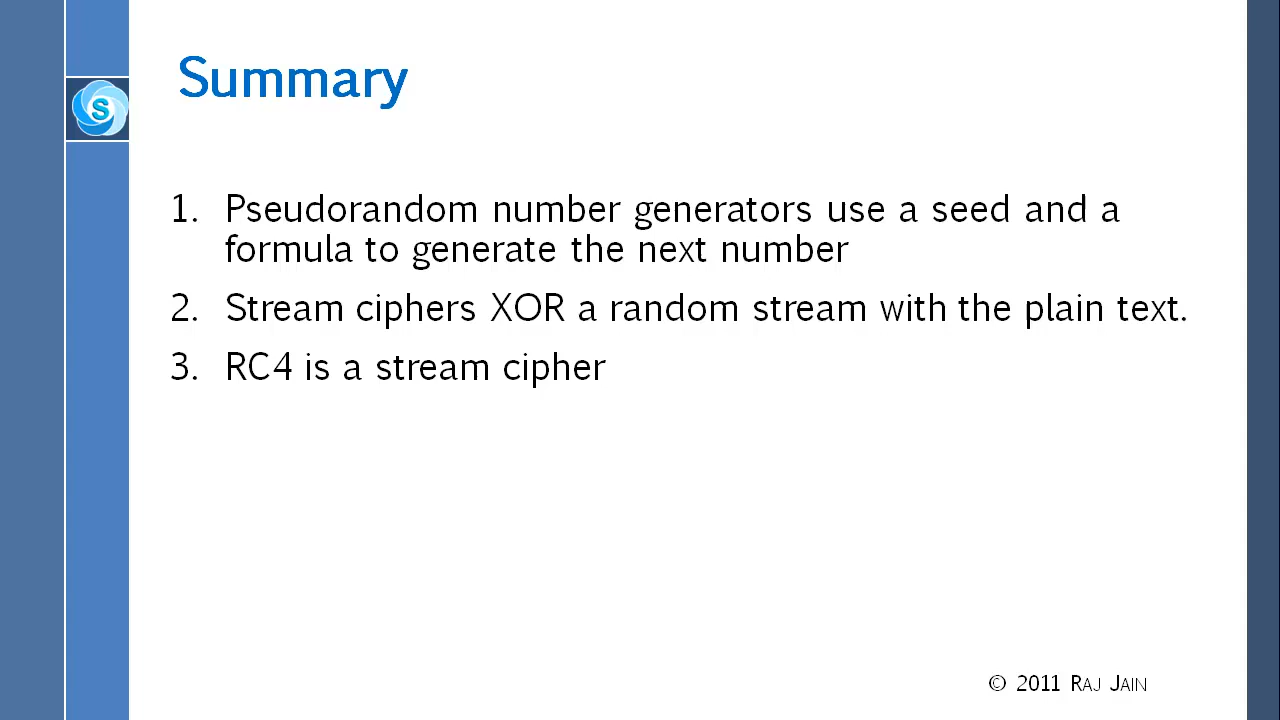 Summary
S
1. Pseudorandom number generators use a seed and a
formula to generate the next number
2. Stream ciphers XOR a random stream with the plain text.
3. RC4 is a stream cipher
© 2011 RAJ JAIN